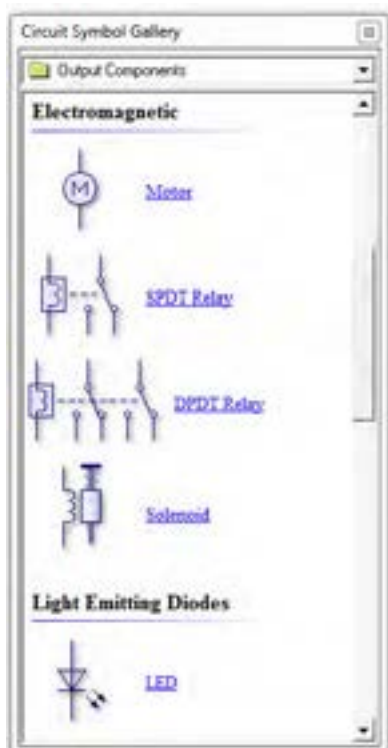 Circuit Symbol Gallery
Output Components
Electromagnetic
M
Motor
SPDT Relay
DPDT Relay
Solenoid
Light Emitting Diodes
LED